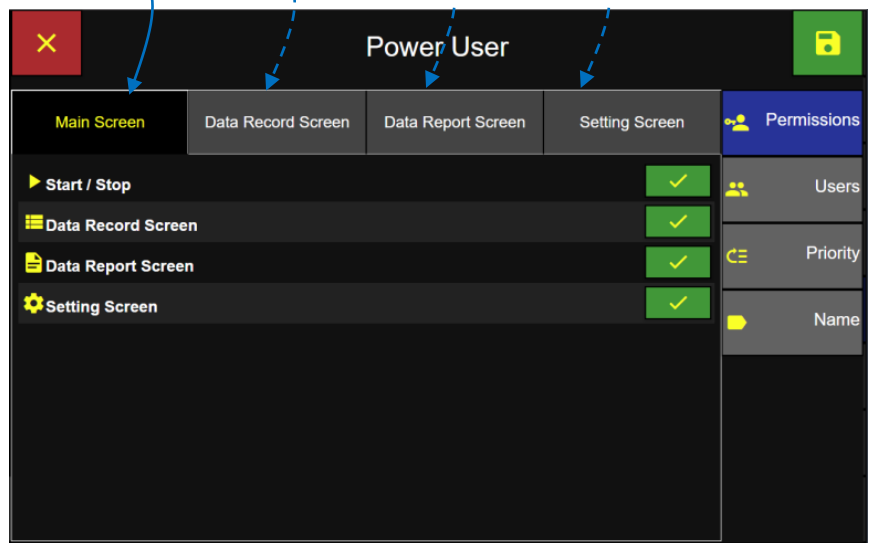 Power User
Main Screen
Data Record Screen
Data Report Screen
Setting Screen
Permissions
Start / Stop
Users
Data Record Screen
Data Report Screen
Priority
Setting Screen
Name